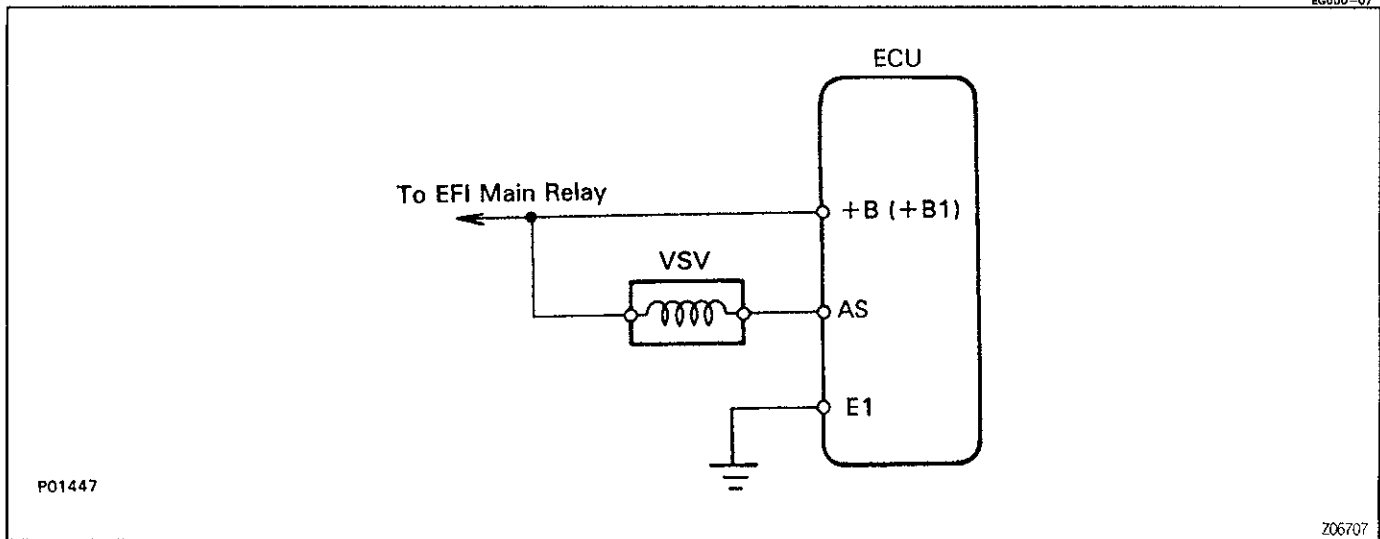 ECU
To EFI Main Relay
+B (+B1)
VSV
AS
E1
P01447
Z06707